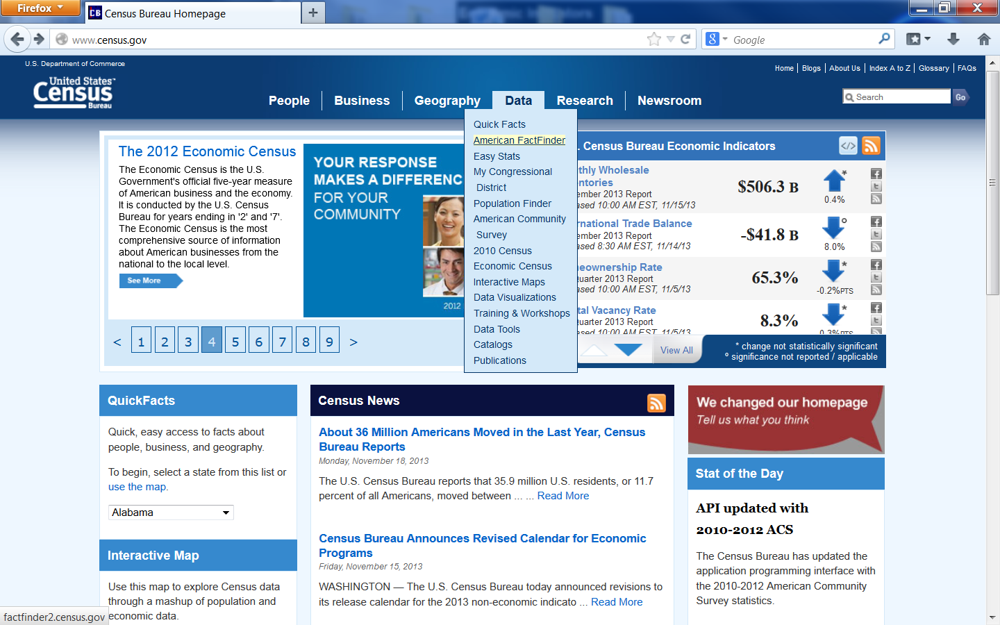 Firefox
Census Bureau Homepage
www.census.gov
Google
U.S. Department of Commerce
United States™
Census
Bureau
Home | Blogs | About Us | Index A to Z | Glossary | FAQs
Search
Go
People
Business
Geography
Data
Research
Newsroom
Quick Facts
American FactFinder
Easy Stats
My Congressional
District
Population Finder
American Community
Survey
2010 Census
Economic Census
Interactive Maps
Data Visualizations
Training & Workshops
Data Tools
Catalogs
Publications
The 2012 Economic Census
The Economic Census is the U.S.
Government's official five-year measure
of American business and the economy.
It is conducted by the U.S. Census
Bureau for years ending in '2' and '7'.
The Economic Census is the most
comprehensive source of information
about American businesses from the
national to the local level.
See More
YOUR RESPONSE
MAKES A DIFFERENC
FOR YOUR
COMMUNITY
2012
< 1 2 3 4 5 6 7 8 9 >
. Census Bureau Economic Indicators
</>
thly Wholesale
ntories
ember 2013 Report
ased 10:00 AM EST, 11/15/13
$506.3 B
*
0.4%
rnational Trade Balance
ember 2013 Report
ased 8:30 AM EST, 11/14/13
-$41.8 B
o
8.0%
neownership Rate
uarter 2013 Report
ased 10:00 AM EST, 11/5/13
65.3%
*
-0.2%PTS
tal Vacancy Rate
uarter 2013 Report
ased 10:00 AM EST, 11/5/13
8.3%
*
0.3%PTS
View All
* change not statistically significant
º significance not reported / applicable
QuickFacts
Quick, easy access to facts about
people, business, and geography.
To begin, select a state from this list or
use the map.
Alabama
Interactive Map
Use this map to explore Census data
through a mashup of population and
economic data.
Census News
About 36 Million Americans Moved in the Last Year, Census
Bureau Reports
Monday, November 18, 2013
The U.S. Census Bureau reports that 35.9 million U.S. residents, or 11.7
percent of all Americans, moved between ... ... Read More
Census Bureau Announces Revised Calendar for Economic
Programs
Friday, November 15, 2013
WASHINGTON — The U.S. Census Bureau today announced revisions to
its release calendar for the 2013 non-economic indicato ... Read More
We changed our homepage
Tell us what you think
Stat of the Day
API updated with
2010-2012 ACS
The Census Bureau has updated the
application programming interface with
the 2010-2012 American Community
Survey statistics.
factfinder2.census.gov